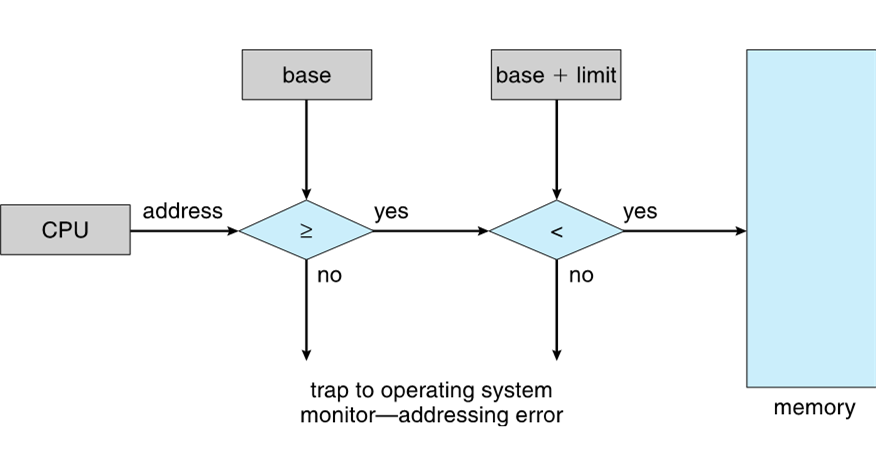 base
base + limit
CPU
address
≥
yes
<
yes
no
no
trap to operating system
monitor—addressing error
memory